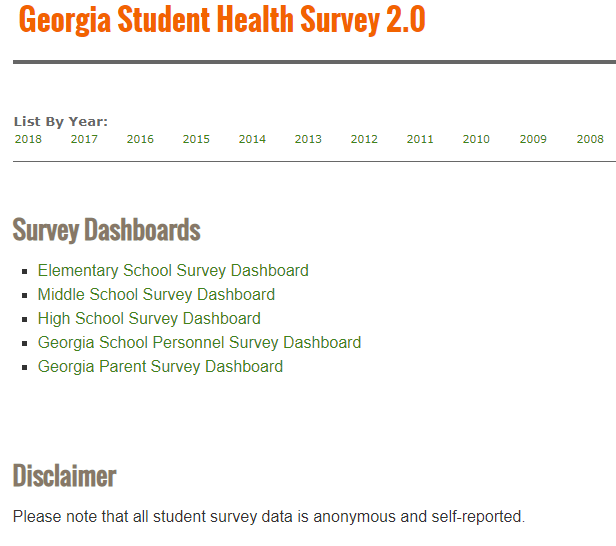 Georgia Student Health Survey 2.0
List By Year:
2018 2017 2016 2015 2014 2013 2012 2011 2010 2009 2008
Survey Dashboards
Elementary School Survey Dashboard
Middle School Survey Dashboard
High School Survey Dashboard
Georgia School Personnel Survey Dashboard
Georgia Parent Survey Dashboard
Disclaimer
Please note that all student survey data is anonymous and self-reported.